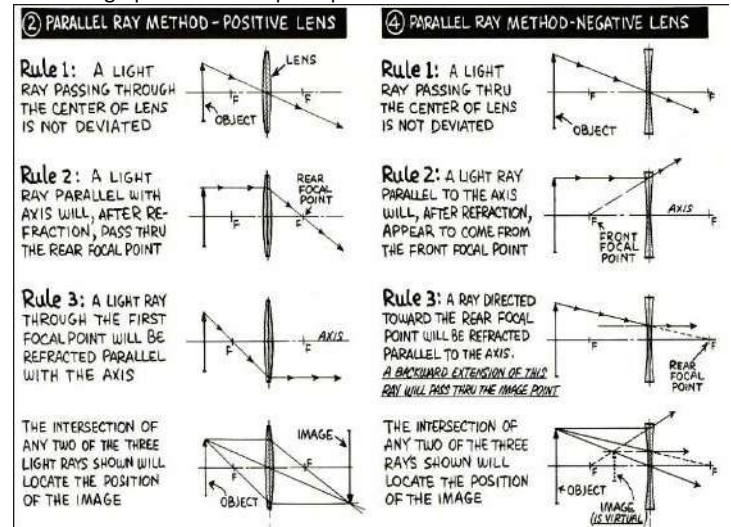 ② PARALLEL RAY METHOD - POSITIVE LENS
Rule 1: A LIGHT
RAY PASSING THROUGH
THE CENTER OF LENS
IS NOT DEVIATED
LENS
F
F
OBJECT
Rule 2: A LIGHT
RAY PARALLEL WITH
AXIS WILL, AFTER RE-
FRACTION, PASS THRU
THE REAR FOCAL POINT
REAR
FOCAL
POINT
F
F
Rule 3: A LIGHT RAY
THROUGH THE FIRST
FOCAL POINT WILL BE
REFRACTED PARALLEL
WITH THE AXIS
AXIS
F
F
THE INTERSECTION OF
ANY TWO OF THE THREE
LIGHT RAYS SHOWN WILL
LOCATE THE POSITION
OF THE IMAGE
IMAGE
F
F
OBJECT
④ PARALLEL RAY METHOD-NEGATIVE LENS
Rule 1: A LIGHT
RAY PASSING THRU
THE CENTER OF LENS
IS NOT DEVIATED
F
F
OBJECT
Rule 2: A LIGHT RAY
PARALLEL TO THE AXIS
WILL, AFTER REFRACTION,
APPEAR TO COME FROM
THE FRONT FOCAL POINT
AXIS
F
F
FRONT
FOCAL
POINT
Rule 3: A RAY DIRECTED
TOWARD THE REAR FOCAL
POINT WILL BE REFRACTED
PARALLEL TO THE AXIS.
A BACKWARD EXTENSION OF THIS
RAY WILL PASS THRU THE IMAGE POINT
F
F
REAR
FOCAL
POINT
THE INTERSECTION OF
ANY TWO OF THE THREE
RAYS SHOWN WILL
LOCATE THE POSITION
OF THE IMAGE
F
F
OBJECT
IMAGE
(IS VIRTUAL)